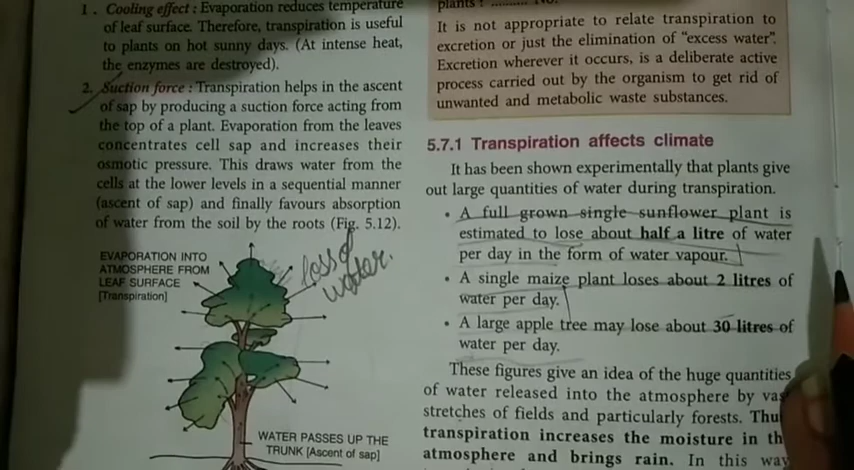 1. Cooling effect : Evaporation reduces temperature
of leaf surface. Therefore, transpiration is useful
to plants on hot sunny days. (At intense heat,
the enzymes are destroyed).
2. Suction force : Transpiration helps in the ascent
of sap by producing a suction force acting from
the top of a plant. Evaporation from the leaves
concentrates cell sap and increases their
osmotic pressure. This draws water from the
cells at the lower levels in a sequential manner
(ascent of sap) and finally favours absorption
of water from the soil by the roots (Fig. 5.12).
EVAPORATION INTO
ATMOSPHERE FROM
LEAF SURFACE
[Transpiration]
loss of
water.
WATER PASSES UP THE
TRUNK [Ascent of sap]
plants ? .......... No.
It is not appropriate to relate transpiration to
excretion or just the elimination of "excess water".
Excretion wherever it occurs, is a deliberate active
process carried out by the organism to get rid of
unwanted and metabolic waste substances.
5.7.1 Transpiration affects climate
It has been shown experimentally that plants give
out large quantities of water during transpiration.
• A full grown single sunflower plant is
estimated to lose about half a litre of water
per day in the form of water vapour.
• A single maize plant loses about 2 litres of
water per day.
• A large apple tree may lose about 30 litres of
water per day.
These figures give an idea of the huge quantities
of water released into the atmosphere by vas
stretches of fields and particularly forests. Thu
transpiration increases the moisture in th
atmosphere and brings rain. In this way